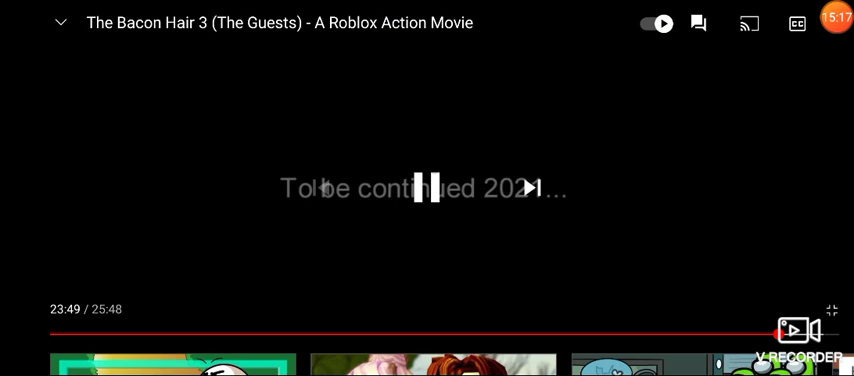 The Bacon Hair 3 (The Guests) - A Roblox Action Movie
CC
15:17
To be continued 2021...
23:49 / 25:48
V RECORDER